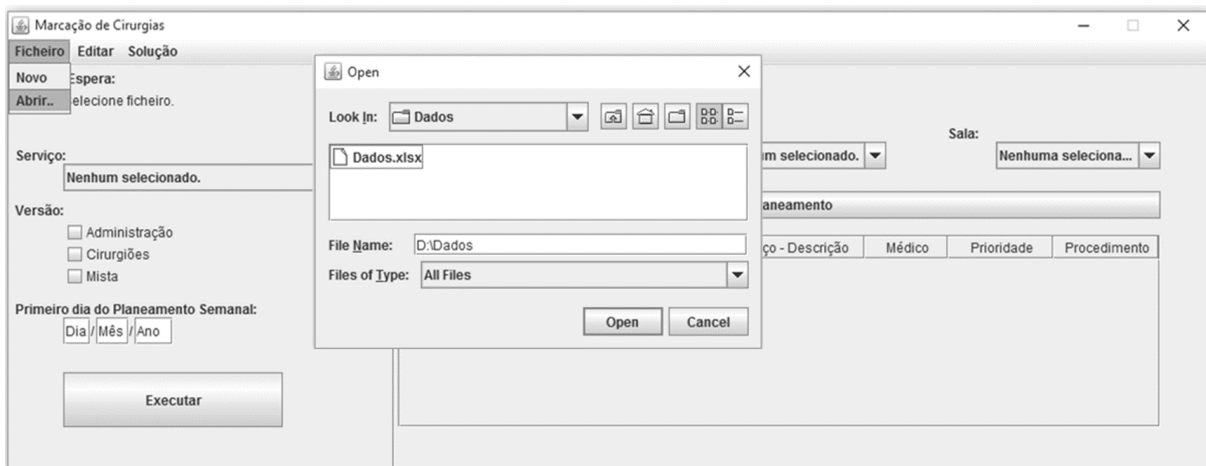 Marcação de Cirurgias
Ficheiro Editar Solução
Novo
Abrir..
Espera:
selecione ficheiro.
Serviço:
Nenhum selecionado.
Versão:
Administração
Cirurgiões
Mista
Primeiro dia do Planeamento Semanal:
Dia / Mês / Ano
Executar
Open
Look In: Dados
Dados.xlsx
File Name: D:\Dados
Files of Type: All Files
Open Cancel
Sala:
m selecionado. Nenhuma seleciona...
aneamento
ço - Descrição Médico Prioridade Procedimento